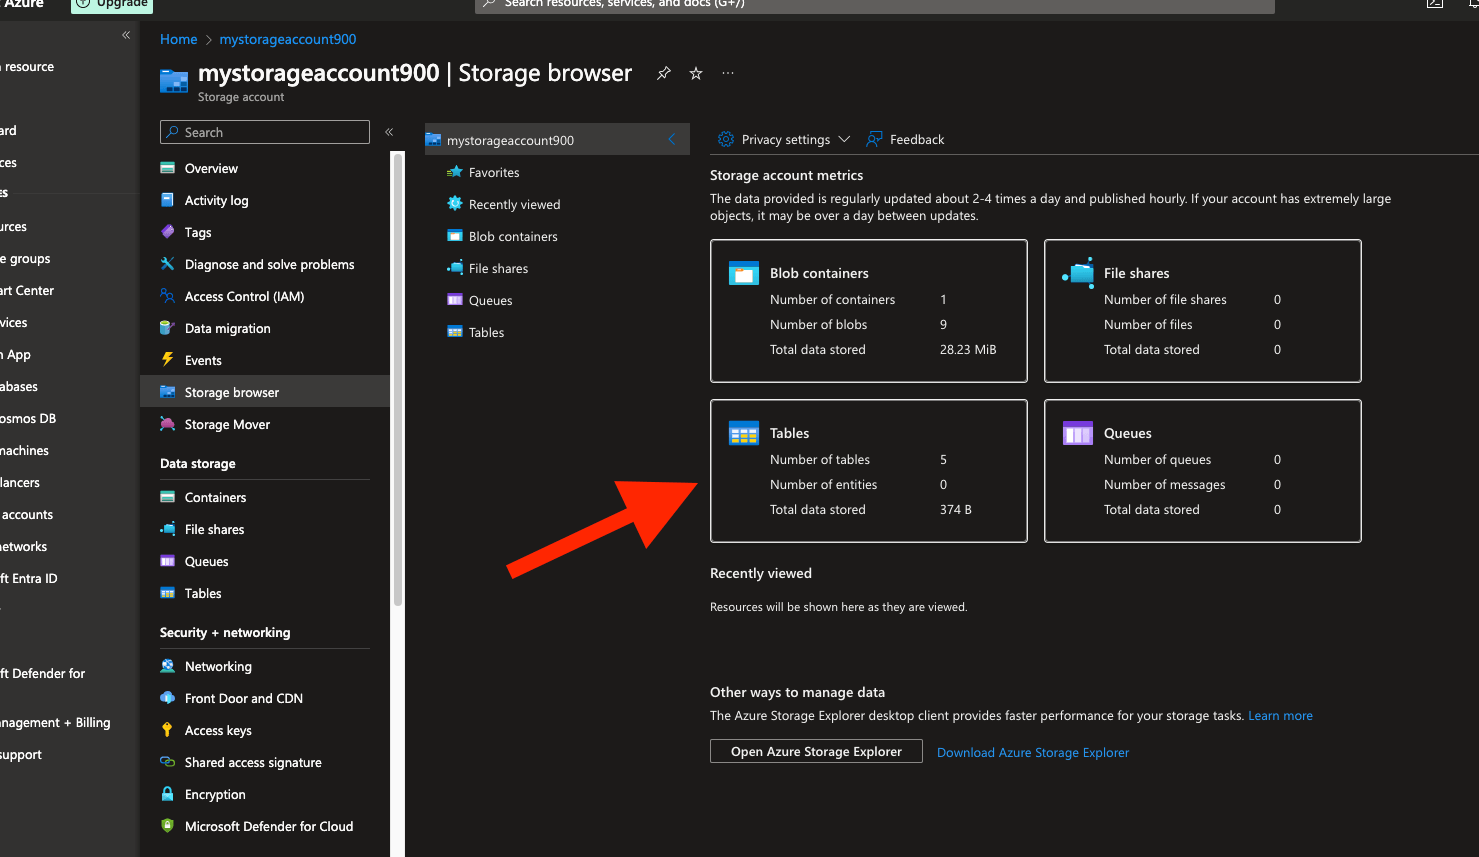 Azure
Upgrade
Search resources, services, and docs (G+/)
resource
ard
ces
ES
urces
e groups
art Center
vices
n App
abases
osmos DB
machines
lancers
accounts
networks
ft Entra ID
ft Defender for
nagement + Billing
support
Home > mystorageaccount900
mystorageaccount900 | Storage browser
Storage account
Search
Overview
Activity log
Tags
Diagnose and solve problems
Access Control (IAM)
Data migration
Events
Storage browser
Storage Mover
Data storage
Containers
File shares
Queues
Tables
Security + networking
Networking
Front Door and CDN
Access keys
Shared access signature
Encryption
Microsoft Defender for Cloud
mystorageaccount900
Favorites
Recently viewed
Blob containers
File shares
Queues
Tables
Privacy settings
Feedback
Storage account metrics
The data provided is regularly updated about 2-4 times a day and published hourly. If your account has extremely large
objects, it may be over a day between updates.
Blob containers
Number of containers 1
Number of blobs 9
Total data stored 28.23 MiB
File shares
Number of file shares 0
Number of files 0
Total data stored 0
Tables
Number of tables 5
Number of entities 0
Total data stored 374 B
Queues
Number of queues 0
Number of messages 0
Total data stored 0
Recently viewed
Resources will be shown here as they are viewed.
Other ways to manage data
The Azure Storage Explorer desktop client provides faster performance for your storage tasks. Learn more
Open Azure Storage Explorer
Download Azure Storage Explorer